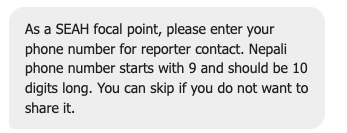 As a SEAH focal point, please enter your
phone number for reporter contact. Nepali
phone number starts with 9 and should be 10
digits long. You can skip if you do not want to
share it.